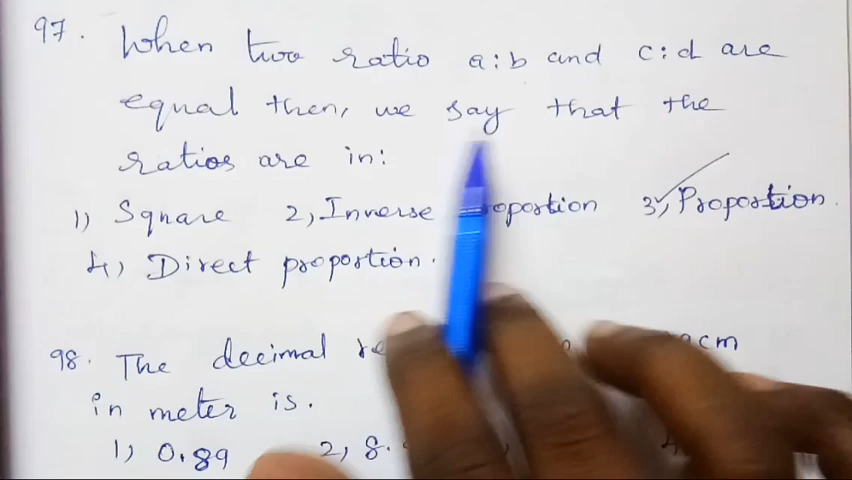 97. When two ratio a:b and c:d are
equal then, we say that the
ratios are in:
1) Square 2, Inverse 3, Proportion.
4) Direct proportion.
98. The decimal cm
in meter is.
1) 0.89 2, 8.